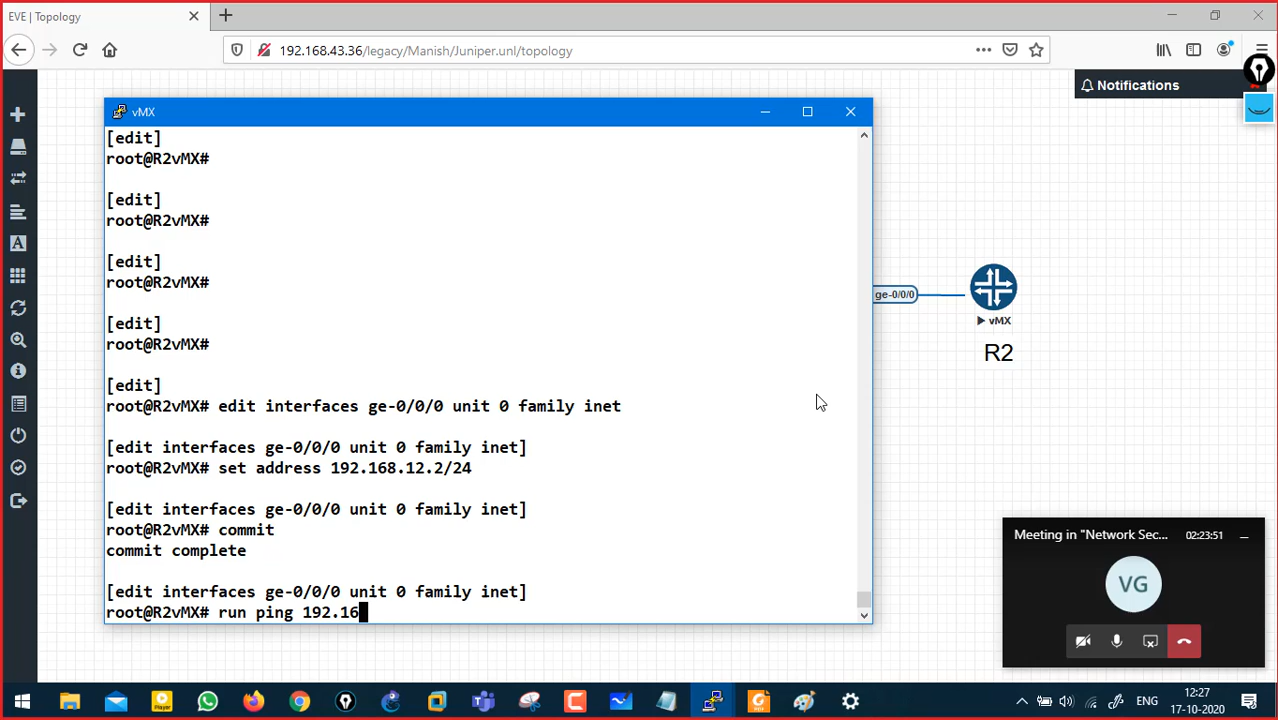 EVE | Topology
192.168.43.36/legacy/Manish/Juniper.unl/topology
Notifications
vMX
[edit]
root@R2vMX#
[edit]
root@R2vMX#
[edit]
root@R2vMX#
[edit]
root@R2vMX#
[edit]
root@R2vMX# edit interfaces ge-0/0/0 unit 0 family inet
[edit interfaces ge-0/0/0 unit 0 family inet]
root@R2vMX# set address 192.168.12.2/24
[edit interfaces ge-0/0/0 unit 0 family inet]
root@R2vMX# commit
commit complete
[edit interfaces ge-0/0/0 unit 0 family inet]
root@R2vMX# run ping 192.16
ge-0/0/0
vMX
R2
Meeting in "Network Sec... 02:23:51
VG
Player
PDF
ENG
12:27
17-10-2020